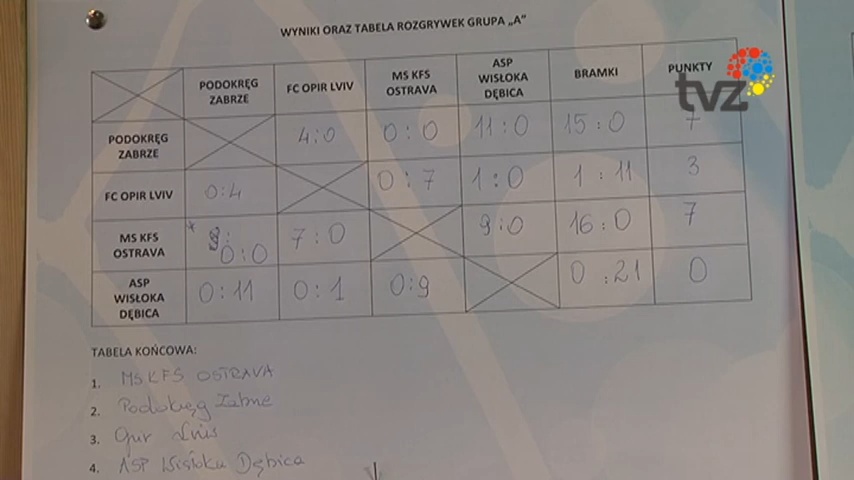 WYNIKI ORAZ TABELA ROZGRYWEK GRUPA „A"
tvz
PODOKRĘG ZABRZE FC OPIR LVIV MS KFS OSTRAVA ASP WISŁOKA DĘBICA BRAMKI PUNKTY
PODOKRĘG ZABRZE 4:0 0:0 11:0 15:0 7
FC OPIR LVIV 0:4 0:7 1:0 1:11 3
MS KFS OSTRAVA * 0:0 7:0 9:0 16:0 7
ASP WISŁOKA DĘBICA 0:11 0:1 0:9 0:21 0
TABELA KOŃCOWA:
1. MS KFS OSTRAVA
2. Podokręg Zabrze
3. Lviv
4. ASP Wisłoka Dębica